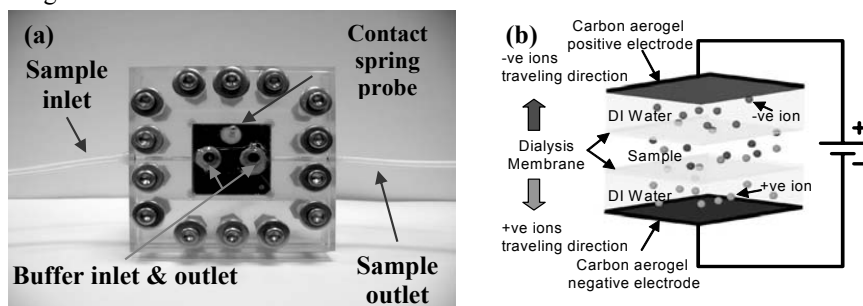 (a)
Contact
spring
probe
Sample
inlet
Buffer inlet & outlet
Sample
outlet
(b)
Carbon aerogel
positive electrode
-ve ions
traveling direction
-ve ion
DI Water
Dialysis
Membrane
Sample
DI Water
+ve ion
+ve ions
traveling direction
Carbon aerogel
negative electrode
+
−